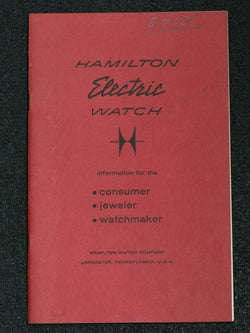 HAMILTON
Electric
WATCH
information for the
• consumer
• jeweler
• watchmaker
HAMILTON WATCH COMPANY
LANCASTER, PENNSYLVANIA, U.S.A.